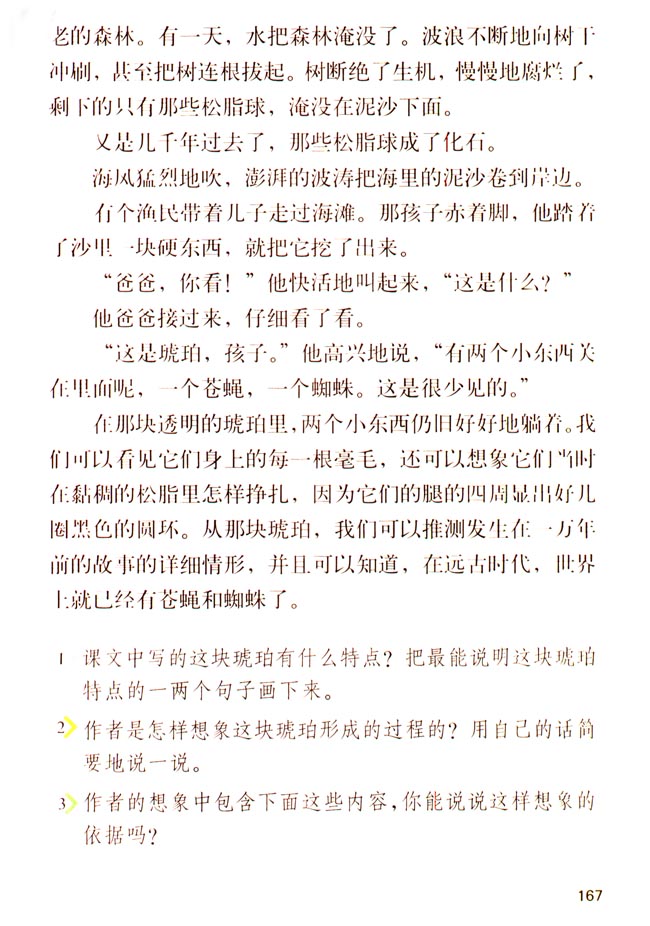 老的森林。有一天，水把森林淹没了。波浪不断地向树干
冲刷，甚至把树连根拔起。树断绝了生机，慢慢地腐烂了，
剩下的只有那些松脂球，淹没在泥沙下面。
又是几千年过去了，那些松脂球成了化石。
海风猛烈地吹，澎湃的波涛把海里的泥沙卷到岸边。
有个渔民带着儿子走过海滩。那孩子赤着脚，他踏着
了沙里一块硬东西，就把它挖了出来。
“爸爸，你看！”他快活地叫起来，“这是什么？”
他爸爸接过来，仔细看了看。
“这是琥珀，孩子。”他高兴地说，“有两个小东西关
在里面呢，一个苍蝇，一个蜘蛛。这是很少见的。”
在那块透明的琥珀里，两个小东西仍旧好好地躺着。我
们可以看见它们身上的每一根毫毛，还可以想象它们当时
在黏稠的松脂里怎样挣扎，因为它们的腿的四周显出好几
圈黑色的圆环。从那块琥珀，我们可以推测发生在一万年
前的故事的详细情形，并且可以知道，在远古时代，世界
上就已经有苍蝇和蜘蛛了。
1 课文中写的这块琥珀有什么特点？把最能说明这块琥珀
特点的一两个句子画下来。
2 作者是怎样想象这块琥珀形成的过程的？用自己的话简
要地说一说。
3 作者的想象中包含下面这些内容，你能说说这样想象的
依据吗？
167